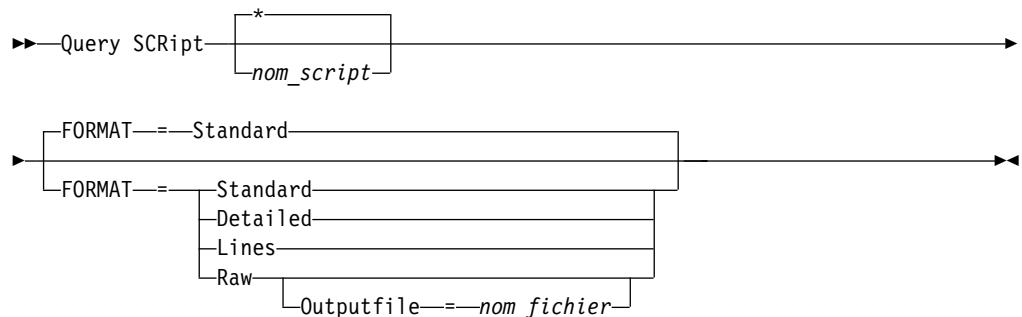 *
Query SCRipt
nom_script
FORMAT = Standard
FORMAT = Standard
Detailed
Lines
Raw
Outputfile = nom_fichier